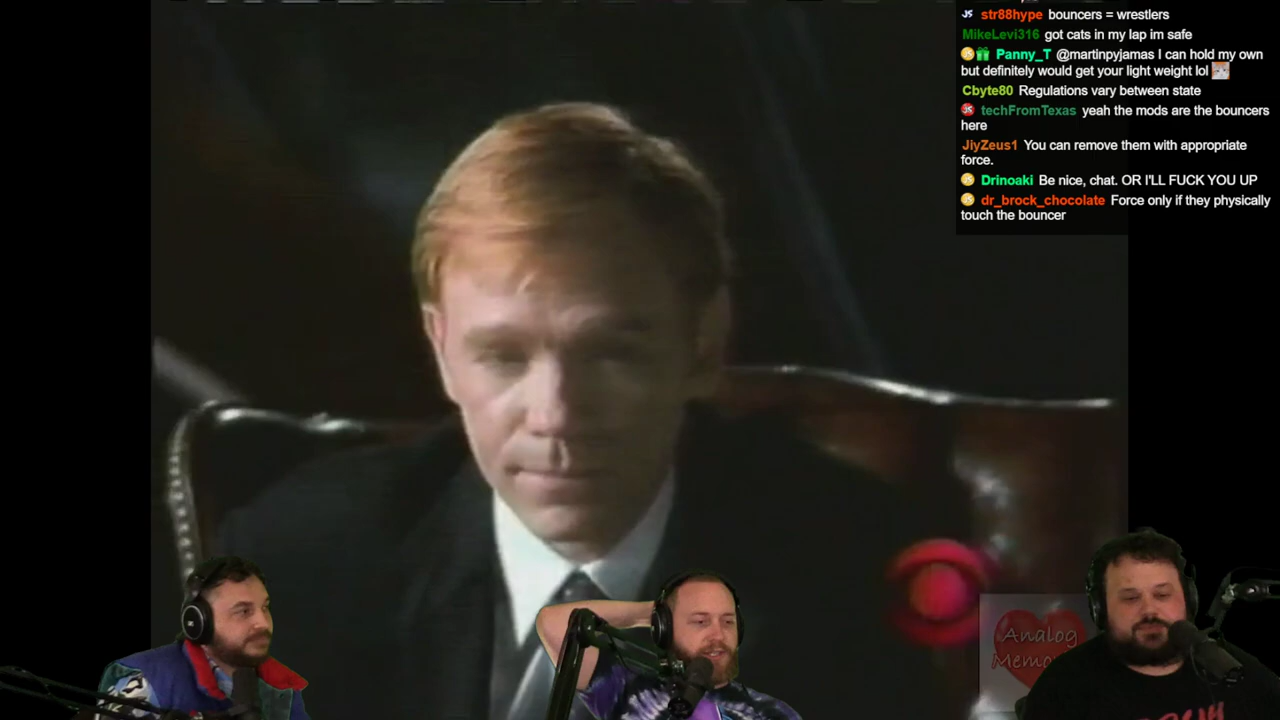 str88hype bouncers = wrestlers
MikeLevi316 got cats in my lap im safe
Panny_T @martinpyjamas I can hold my own
but definitely would get your light weight lol
Cbyte80 Regulations vary between state
techFromTexas yeah the mods are the bouncers
here
JiyZeus1 You can remove them with appropriate
force.
Drinoaki Be nice, chat. OR I'LL FUCK YOU UP
dr_brock_chocolate Force only if they physically
touch the bouncer
Analog